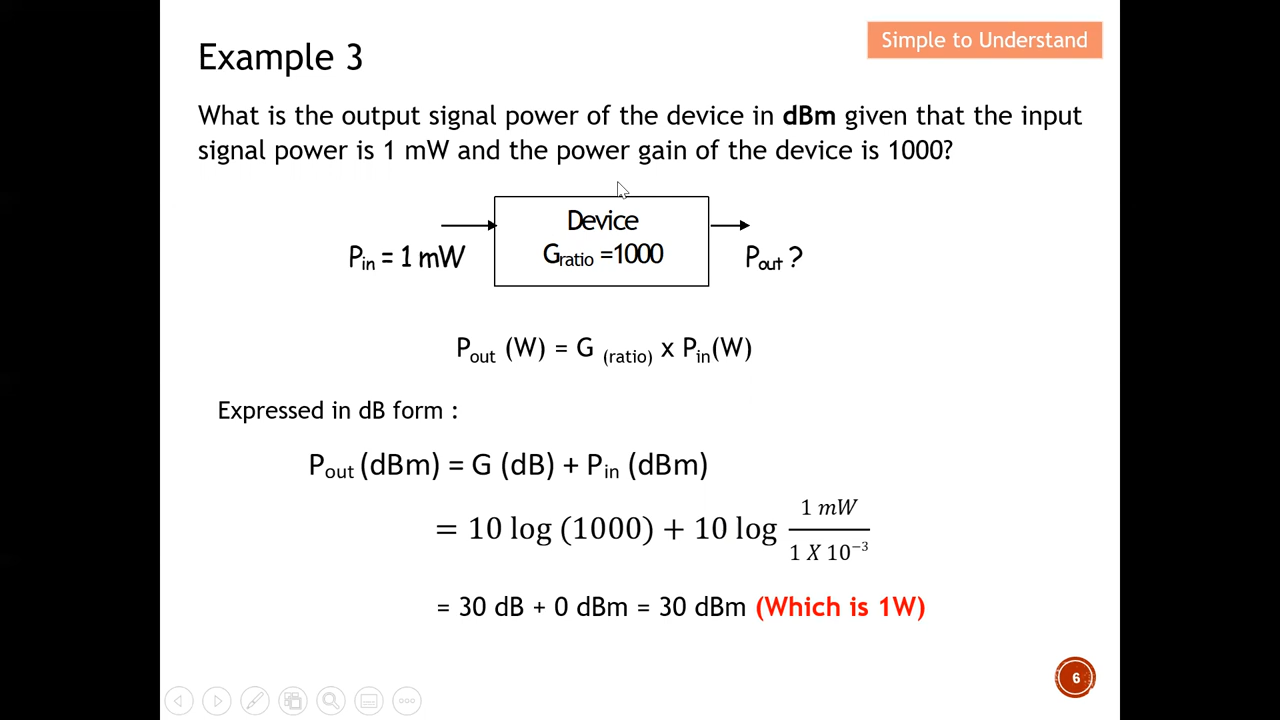 Example 3
Simple to Understand
What is the output signal power of the device in dBm given that the input
signal power is 1 mW and the power gain of the device is 1000?
Device
Pin = 1 mW
Gratio =1000
Pout ?
Pout (W) = G (ratio) x Pin(W)
Expressed in dB form :
Pout (dBm) = G (dB) + Pin (dBm)
= 10 log (1000) + 10 log 1 mW / 1 X 10⁻³
= 30 dB + 0 dBm = 30 dBm (Which is 1W)
6